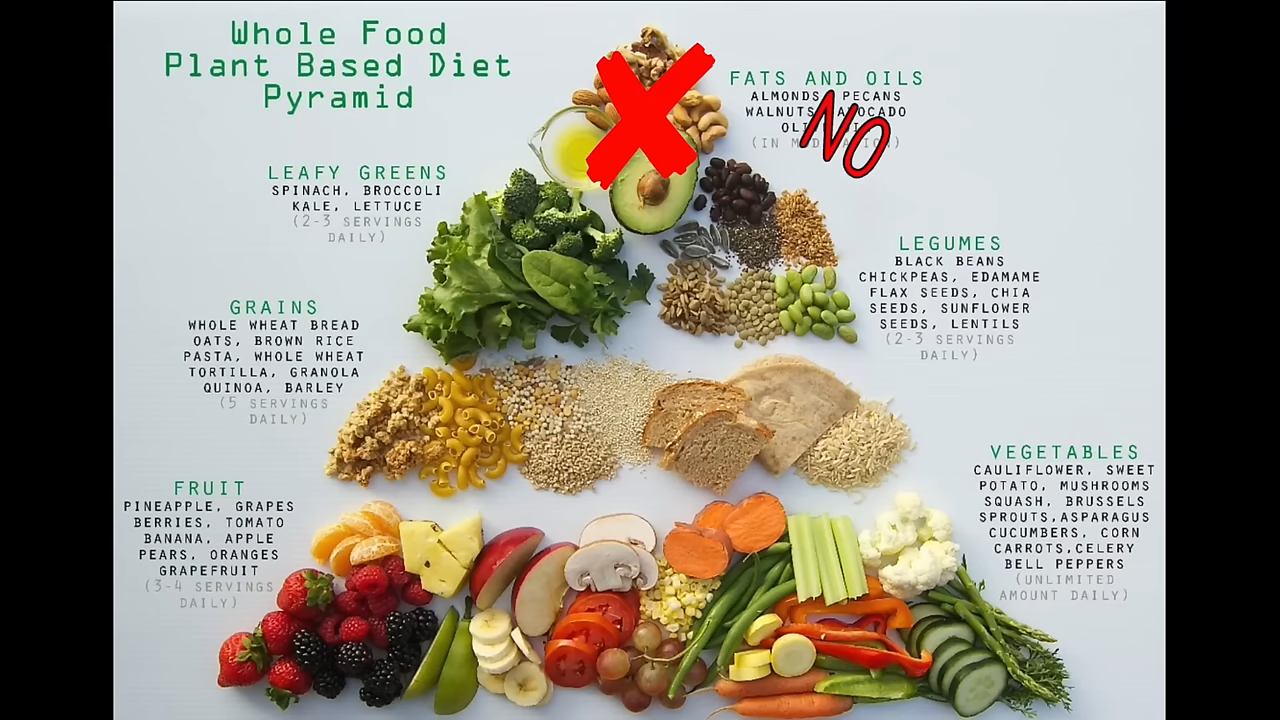 Whole Food
Plant Based Diet
Pyramid
FATS AND OILS
ALMONDS, PECANS
WALNUTS, AVOCADO
NO
LEAFY GREENS
SPINACH, BROCCOLI
KALE, LETTUCE
(2-3 SERVINGS
DAILY)
LEGUMES
BLACK BEANS
CHICKPEAS, EDAMAME
FLAX SEEDS, CHIA
SEEDS, SUNFLOWER
SEEDS, LENTILS
(2-3 SERVINGS
DAILY)
GRAINS
WHOLE WHEAT BREAD
OATS, BROWN RICE
PASTA, WHOLE WHEAT
TORTILLA, GRANOLA
QUINOA, BARLEY
(5 SERVINGS
DAILY)
VEGETABLES
CAULIFLOWER, SWEET
POTATO, MUSHROOMS
SQUASH, BRUSSELS
SPROUTS,ASPARAGUS
CUCUMBERS, CORN
CARROTS,CELERY
BELL PEPPERS
(UNLIMITED
AMOUNT DAILY)
FRUIT
PINEAPPLE, GRAPES
BERRIES, TOMATO
BANANA, APPLE
PEARS, ORANGES
GRAPEFRUIT
(3-4 SERVINGS
DAILY)